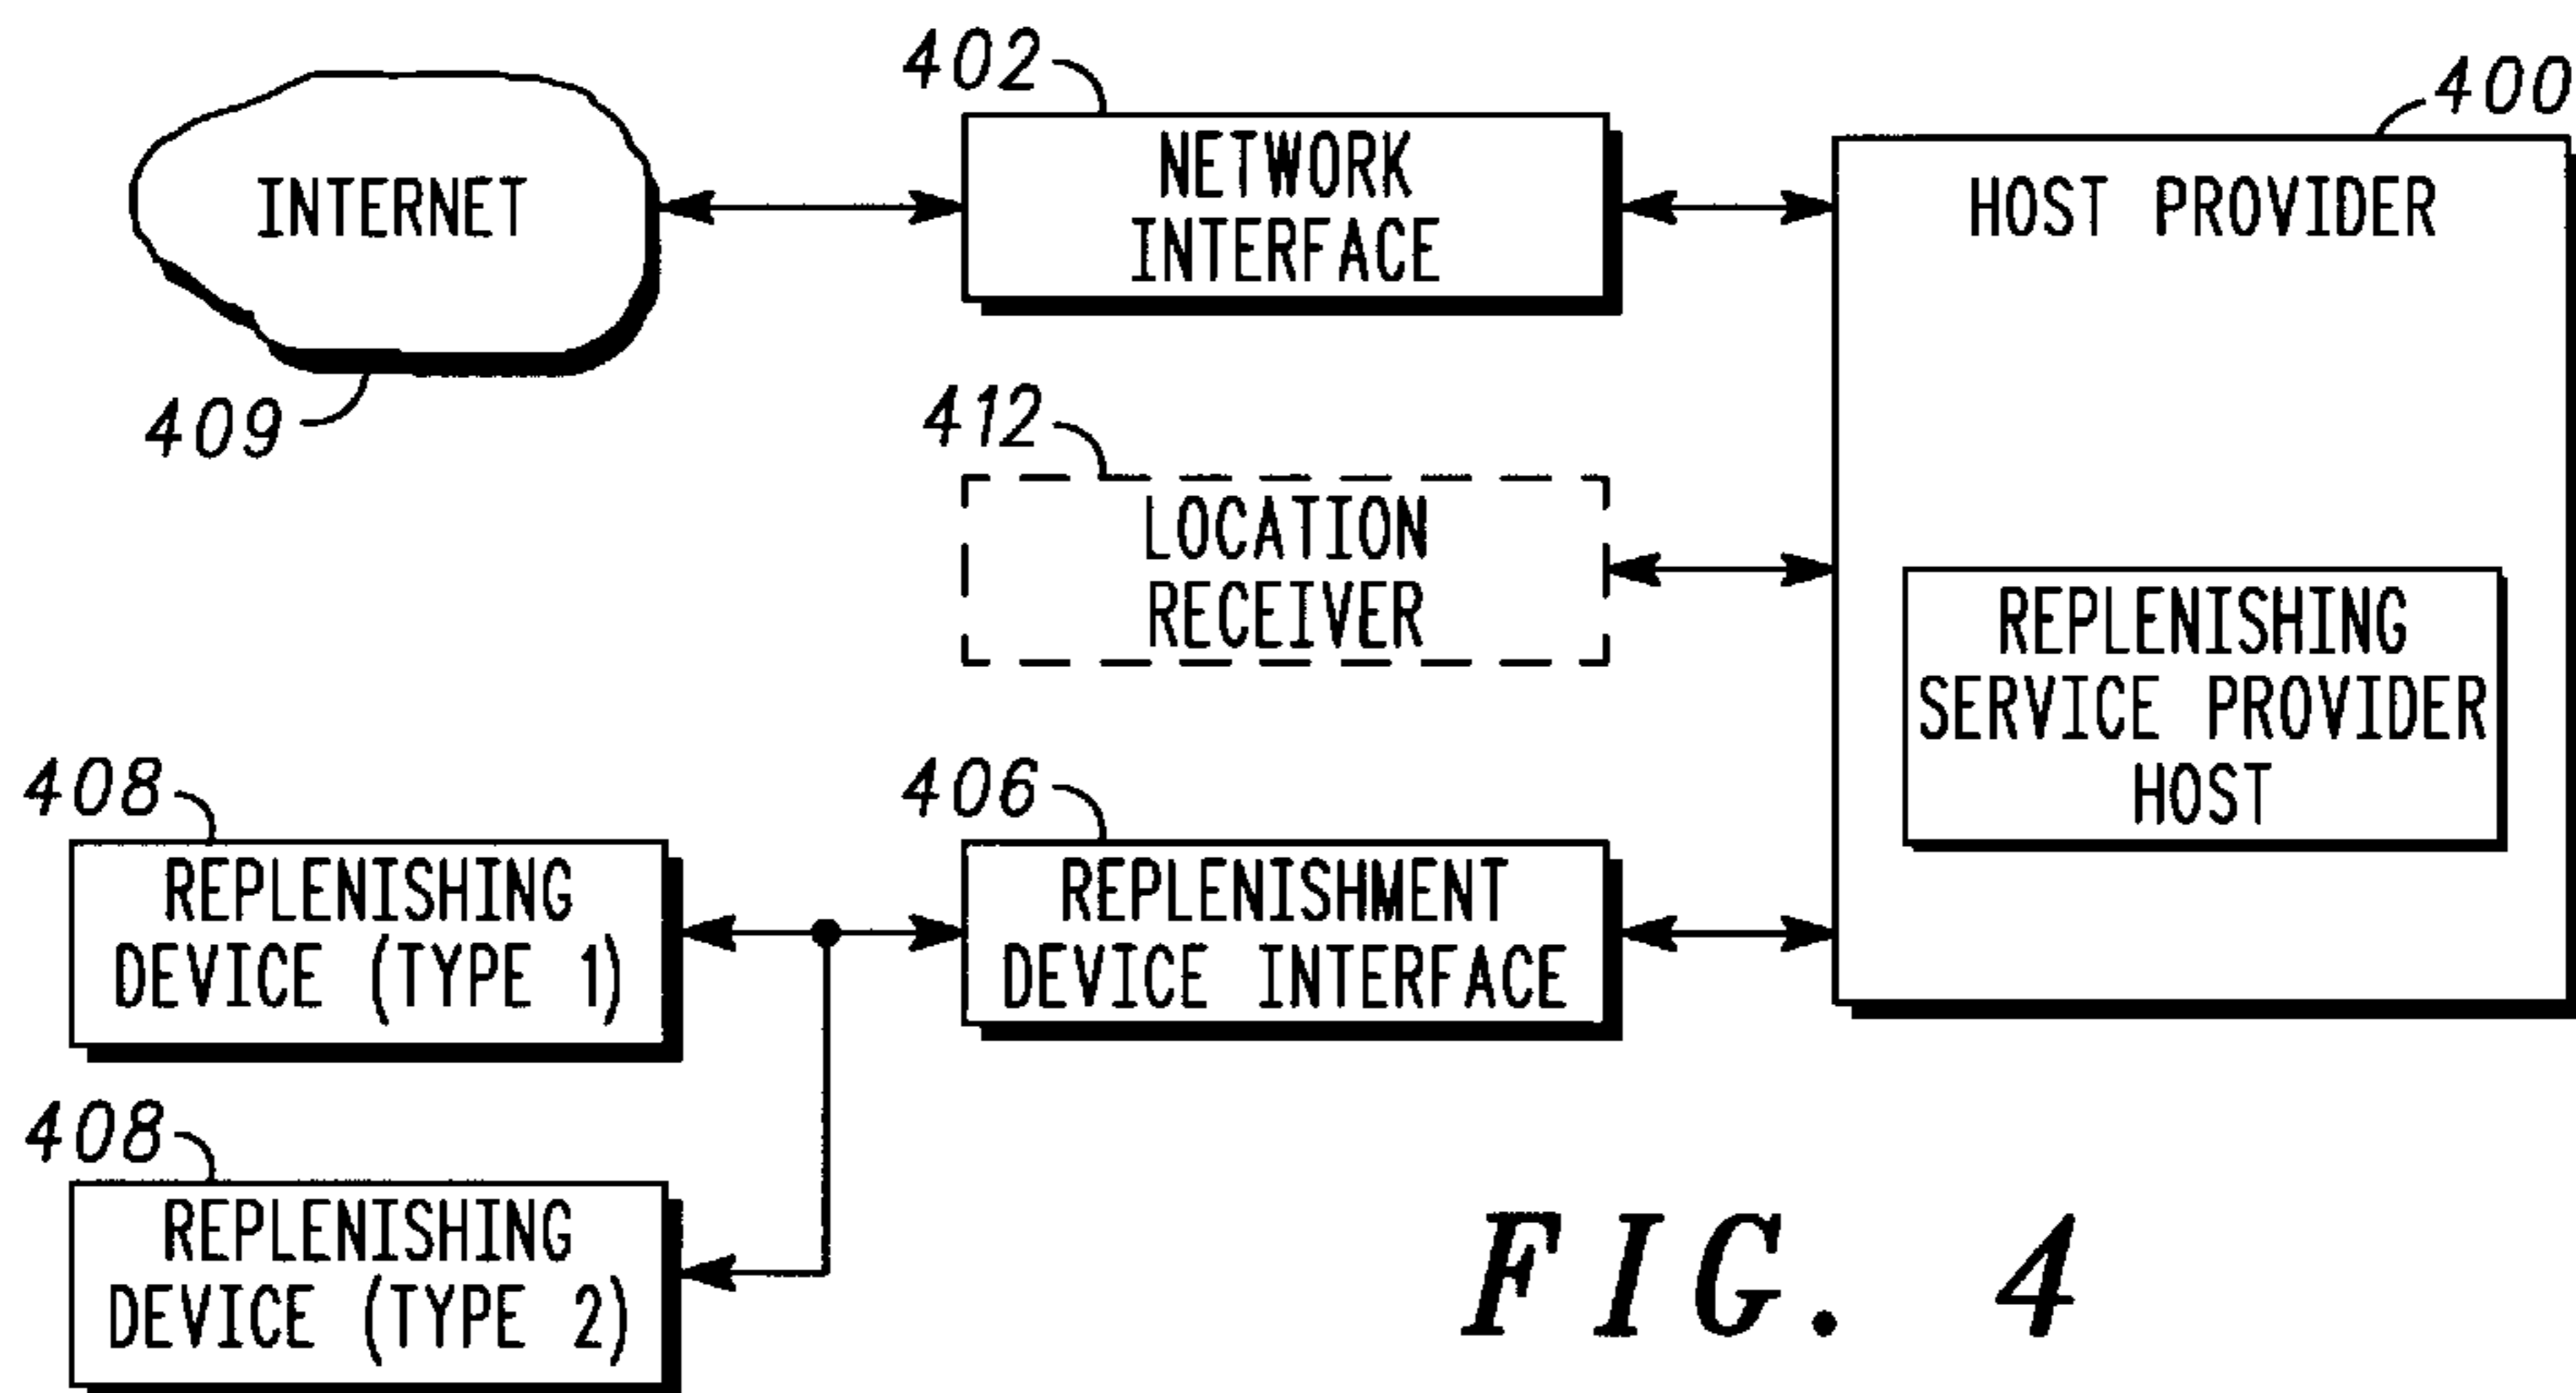 402
400
INTERNET
NETWORK
INTERFACE
HOST PROVIDER
409
412
LOCATION
RECEIVER
REPLENISHING
SERVICE PROVIDER
HOST
408
406
REPLENISHING
DEVICE (TYPE 1)
REPLENISHMENT
DEVICE INTERFACE
408
REPLENISHING
DEVICE (TYPE 2)
FIG. 4